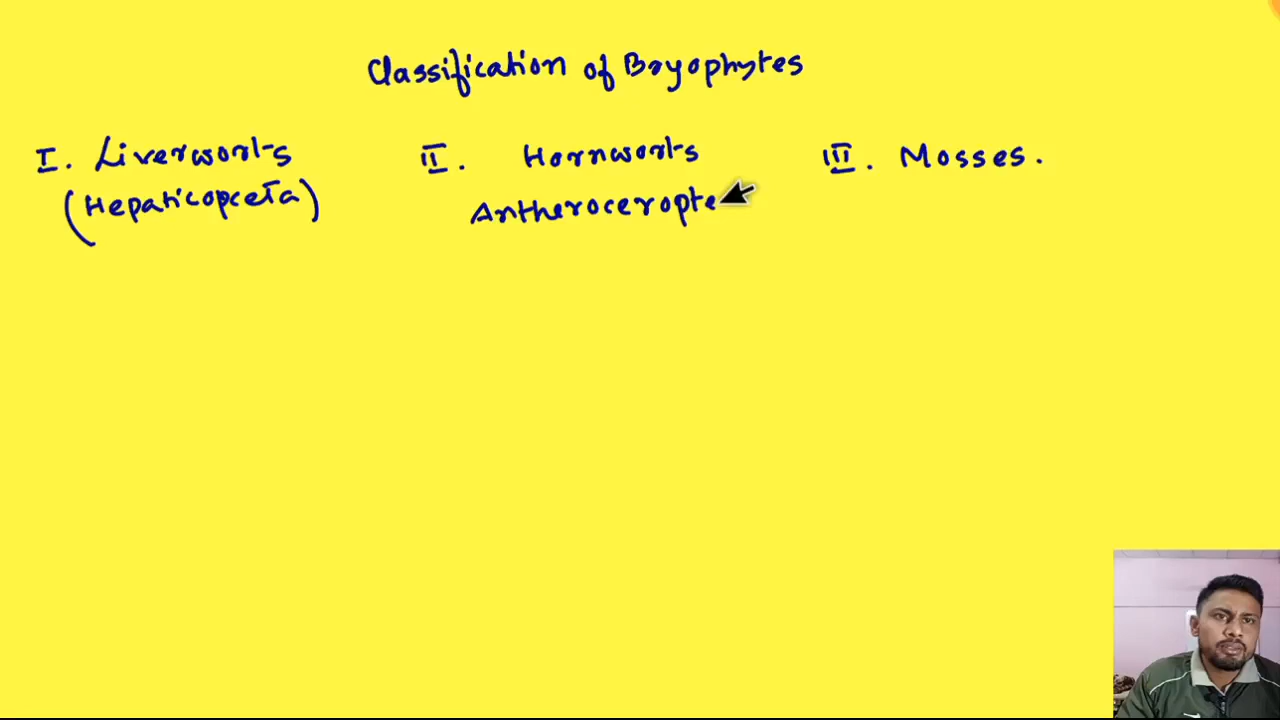 Classification of Bryophytes
I. Liverworts
(Hepaticopceta)
II. Hornworts
Antheroceropte
III. Mosses.